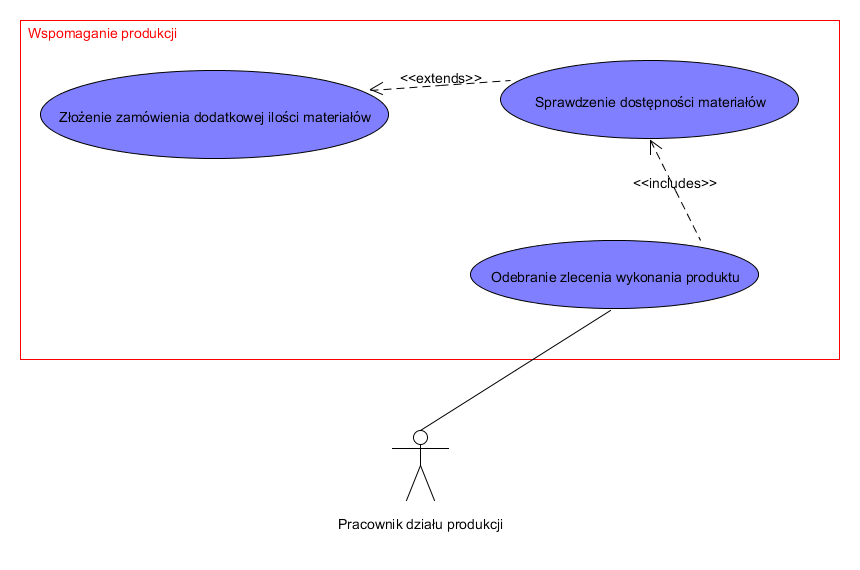 Wspomaganie produkcji
<<extends>>
Złożenie zamówienia dodatkowej ilości materiałów
Sprawdzenie dostępności materiałów
<<includes>>
Odebranie zlecenia wykonania produktu
Pracownik działu produkcji